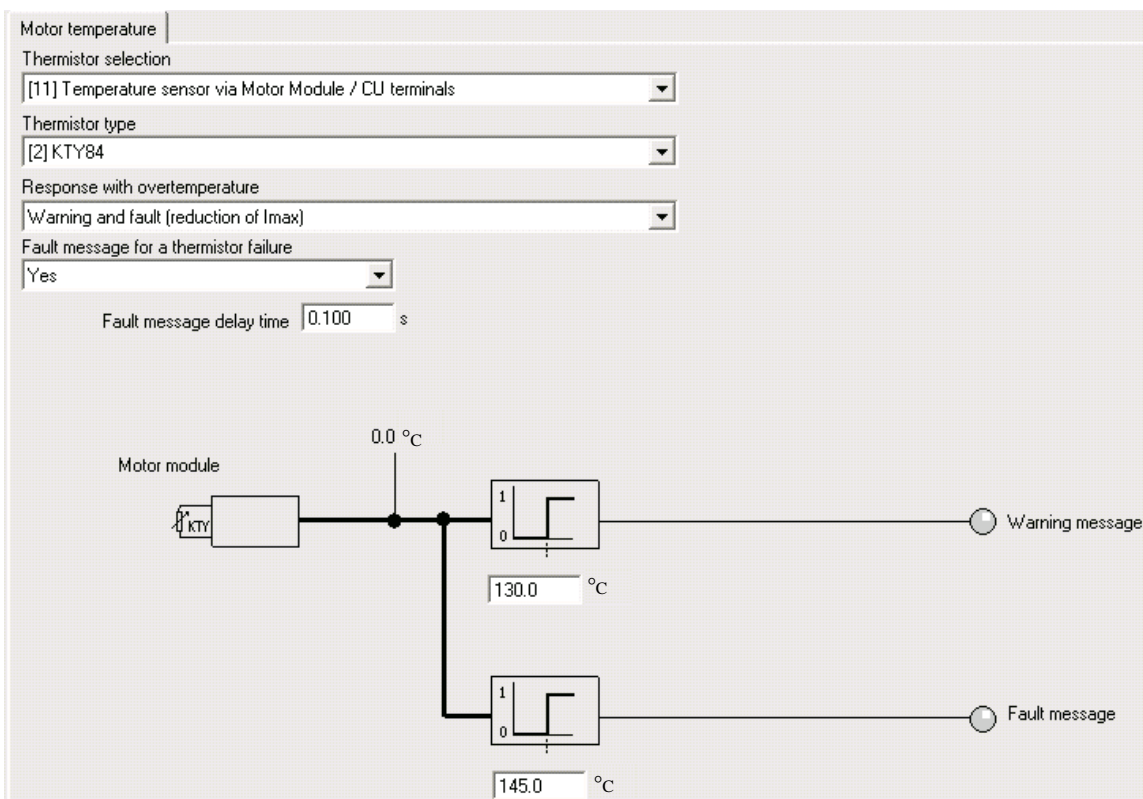 Motor temperature
Thermistor selection
[11] Temperature sensor via Motor Module / CU terminals
Thermistor type
[2] KTY84
Response with overtemperature
Warning and fault (reduction of Imax)
Fault message for a thermistor failure
Yes
Fault message delay time 0.100 s
0.0 °C
Motor module
KTY
1
0
Warning message
130.0 °C
1
0
Fault message
145.0 °C